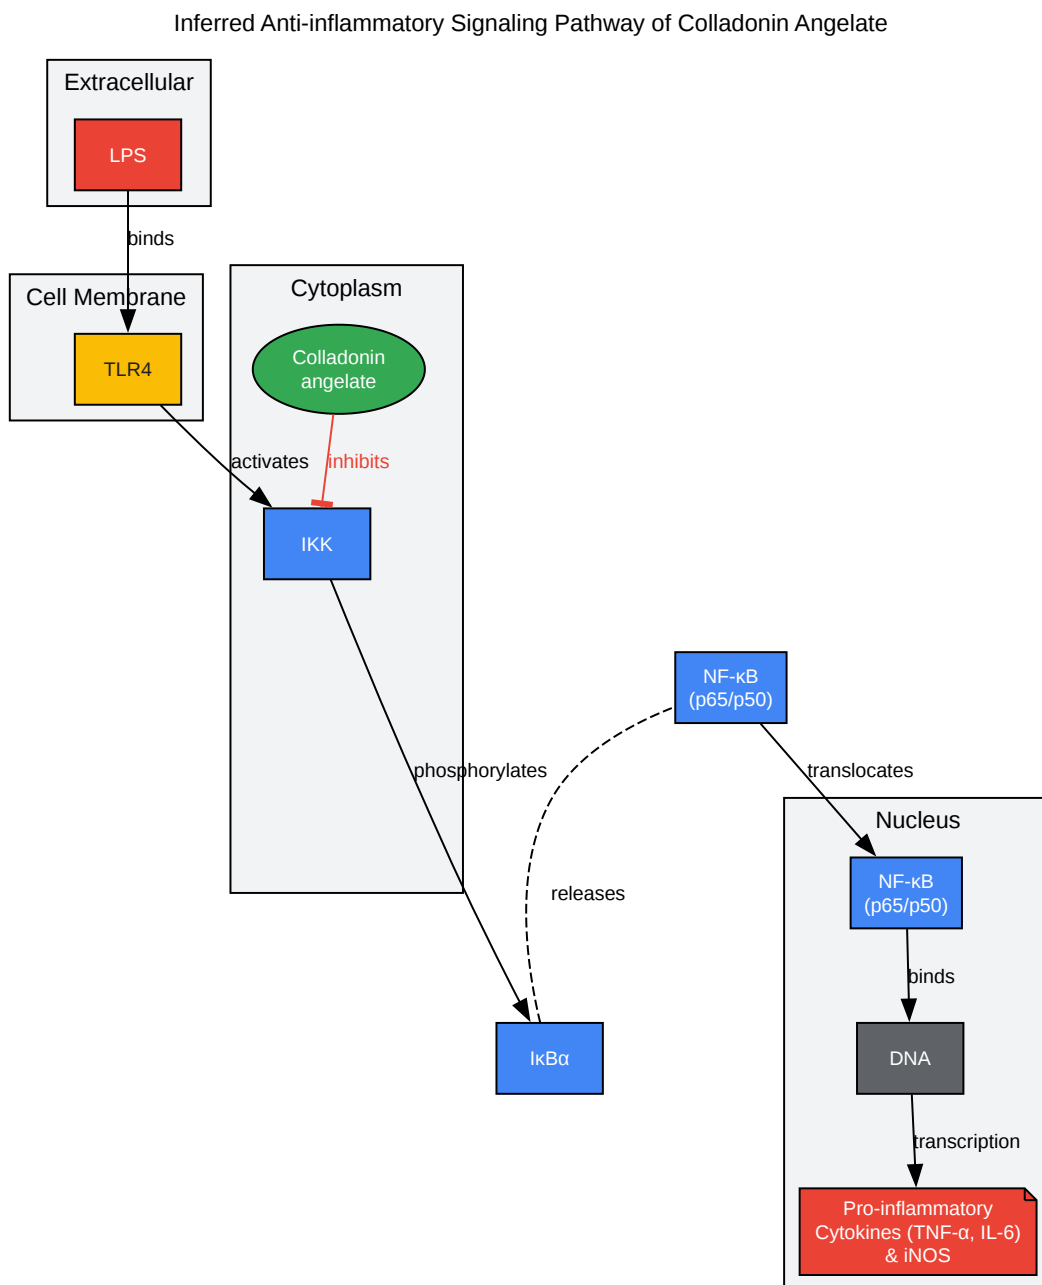 Inferred Anti-inflammatory Signaling Pathway of Colladonin Angelate
Extracellular
LPS
binds
Cell Membrane
TLR4
Cytoplasm
Colladonin
angelate
activates
inhibits
IKK
phosphorylates
NF-κB
(p65/p50)
translocates
releases
IκBα
Nucleus
NF-κB
(p65/p50)
binds
DNA
transcription
Pro-inflammatory
Cytokines (TNF-α, IL-6)
& iNOS